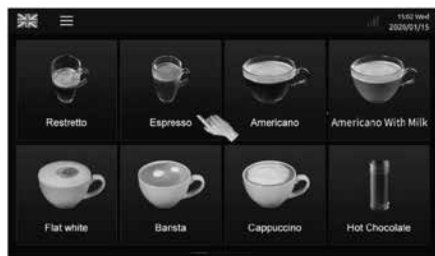 15:02 Wed
2020/01/15
Restretto
Espresso
Americano
Americano With Milk
Flat white
Barista
Cappuccino
Hot Chocolate